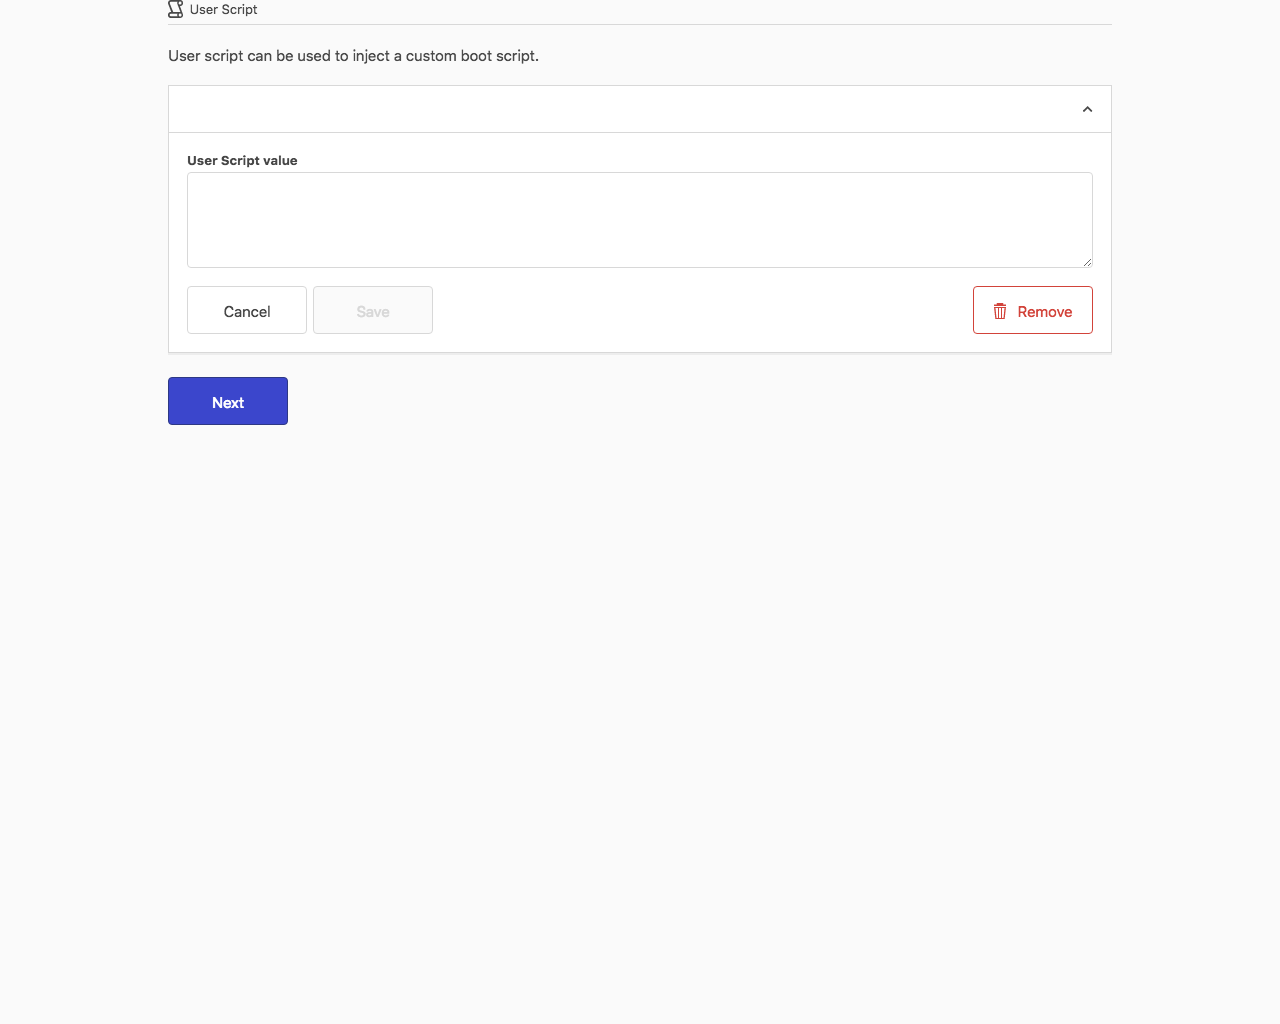 User Script
User script can be used to inject a custom boot script.
User Script value
Cancel
Save
Remove
Next